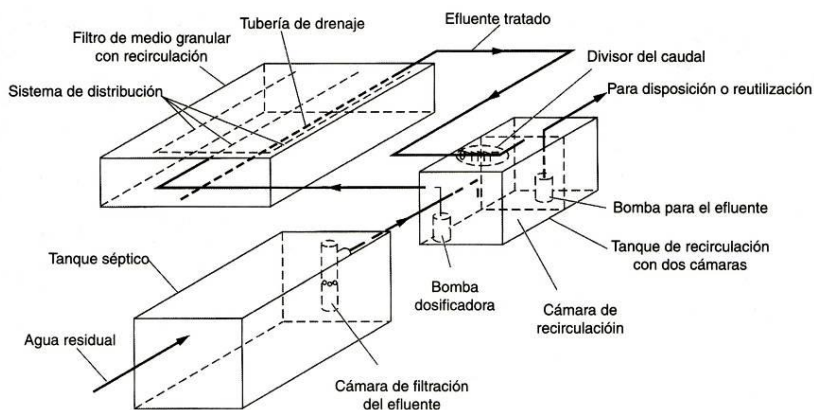 Tubería de drenaje
Efluente tratado
Filtro de medio granular
con recirculación
Divisor del caudal
Sistema de distribución
Para disposición o reutilización
Bomba para el efluente
Tanque séptico
Tanque de recirculación
con dos cámaras
Bomba
dosificadora
Cámara de
recirculacióin
Agua residual
Cámara de filtración
del efluente